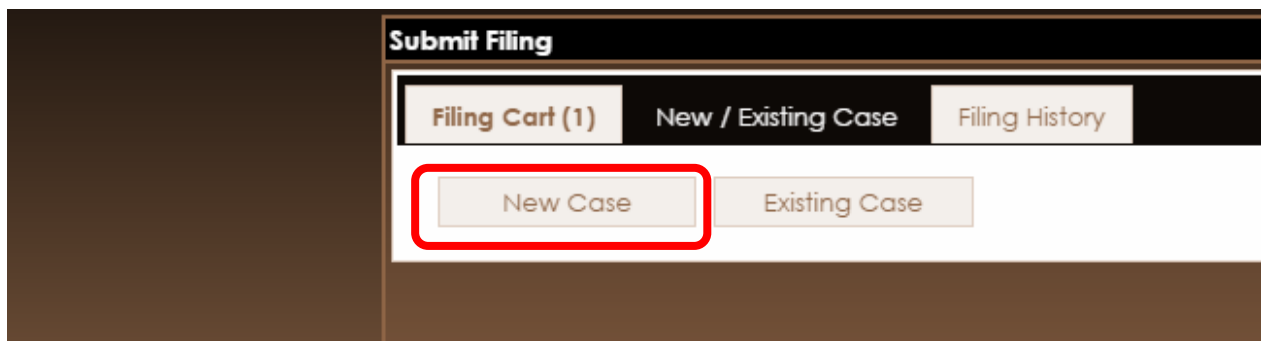 Submit Filing
Filing Cart (1) New / Existing Case Filing History
New Case Existing Case